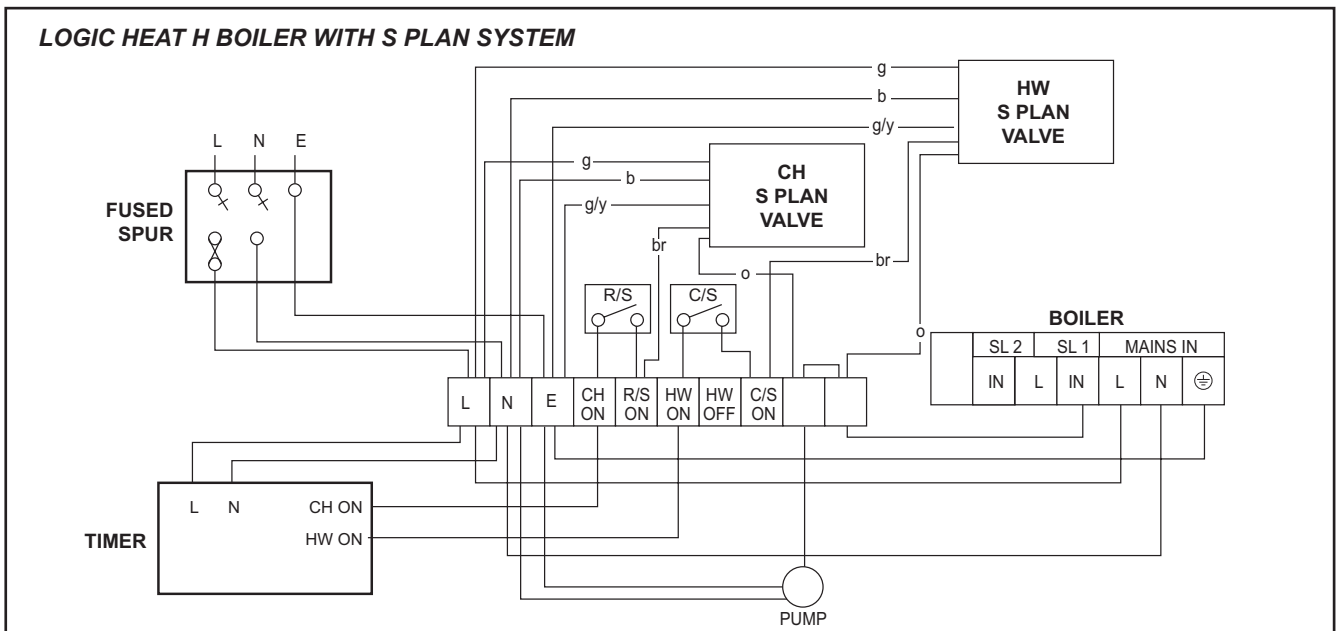 LOGIC HEAT H BOILER WITH S PLAN SYSTEM
g
b
g/y
HW
S PLAN
VALVE
L N E
FUSED
SPUR
g
b
g/y
br
CH
S PLAN
VALVE
o
br
R/S
C/S
o
BOILER
SL 2 SL 1 MAINS IN
IN L IN L N
L N E CH R/S HW HW C/S
ON ON ON OFF ON
L N CH ON
HW ON
TIMER
PUMP